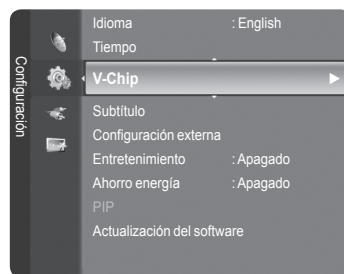 Configuración
Idioma : English
Tiempo
V-Chip
Subtítulo
Configuración externa
Entretenimiento : Apagado
Ahorro energía : Apagado
PIP
Actualización del software